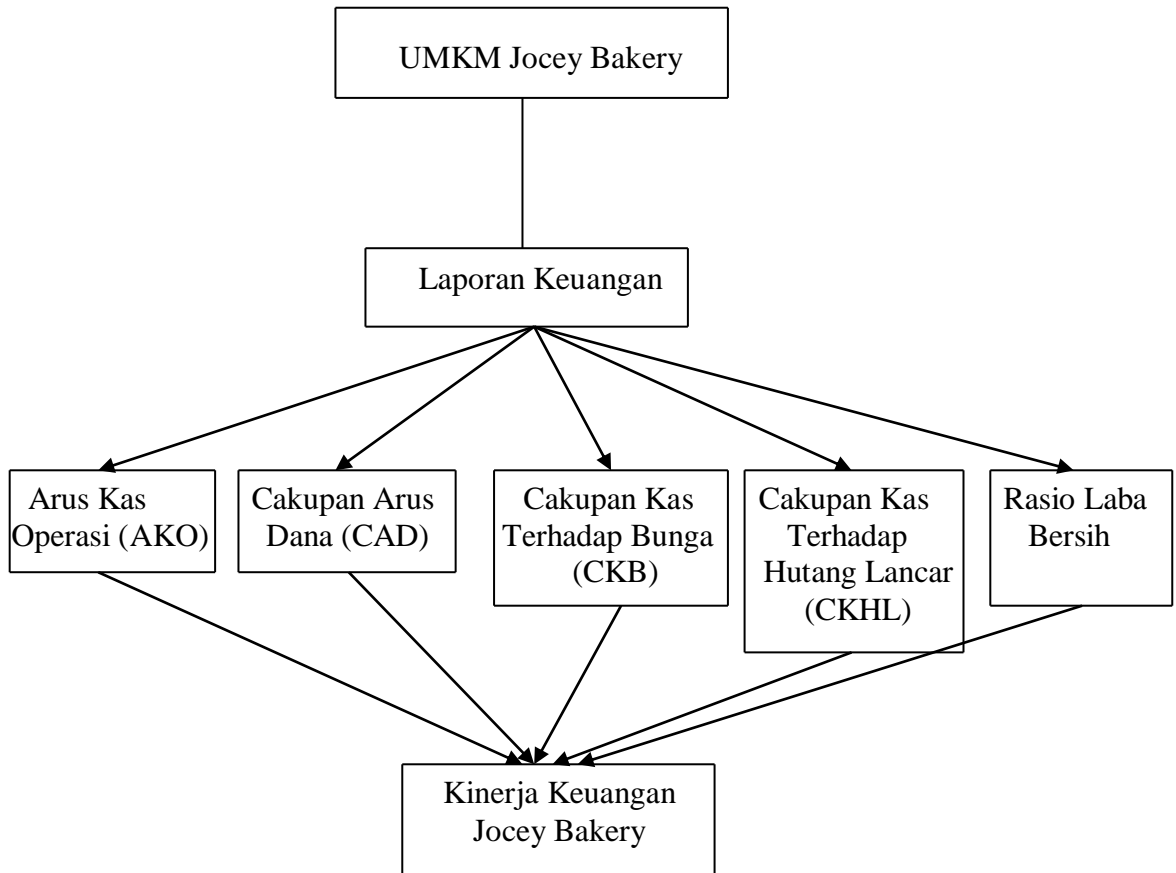 UMKM Jocey Bakery
Laporan Keuangan
Arus Kas
Operasi (AKO)
Cakupan Arus
Dana (CAD)
Cakupan Kas
Terhadap Bunga
(CKB)
Cakupan Kas
Terhadap
Hutang Lancar
(CKHL)
Rasio Laba
Bersih
Kinerja Keuangan
Jocey Bakery